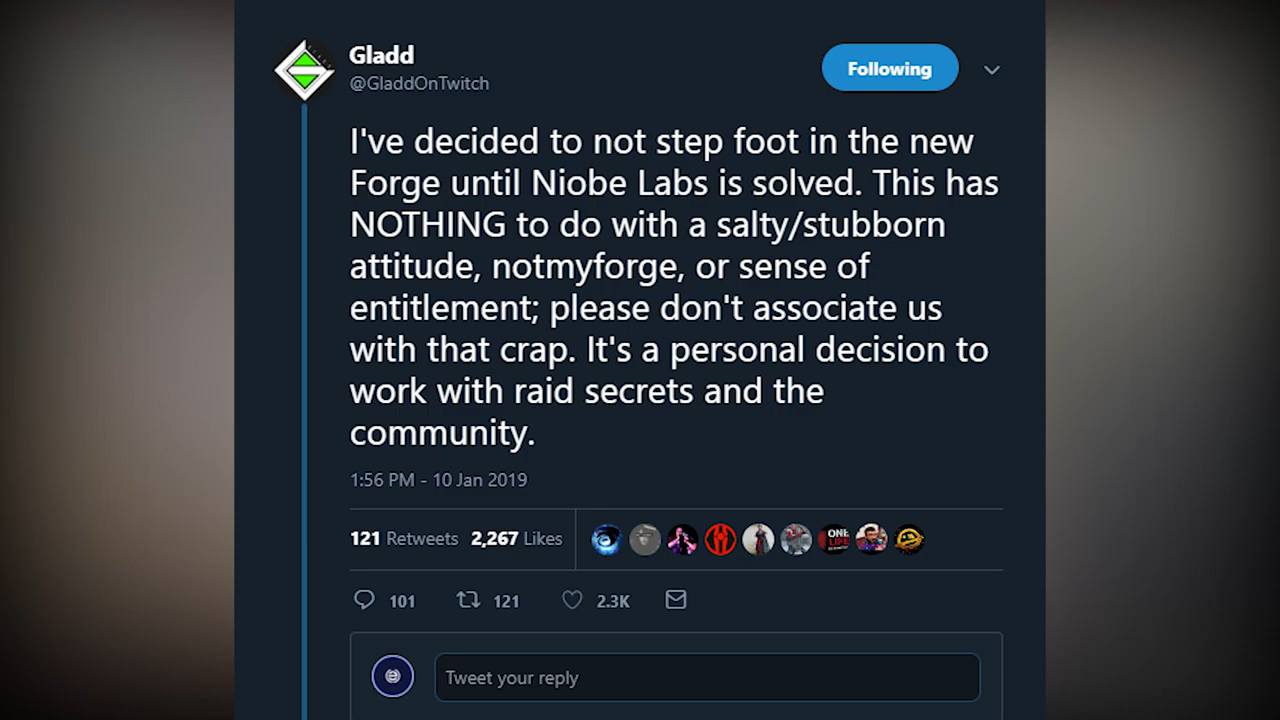 Gladd
@GladdOnTwitch
Following
I've decided to not step foot in the new
Forge until Niobe Labs is solved. This has
NOTHING to do with a salty/stubborn
attitude, notmyforge, or sense of
entitlement; please don't associate us
with that crap. It's a personal decision to
work with raid secrets and the
community.
1:56 PM - 10 Jan 2019
121 Retweets 2,267 Likes
ONE
LIFE
101 121 2.3K
Tweet your reply